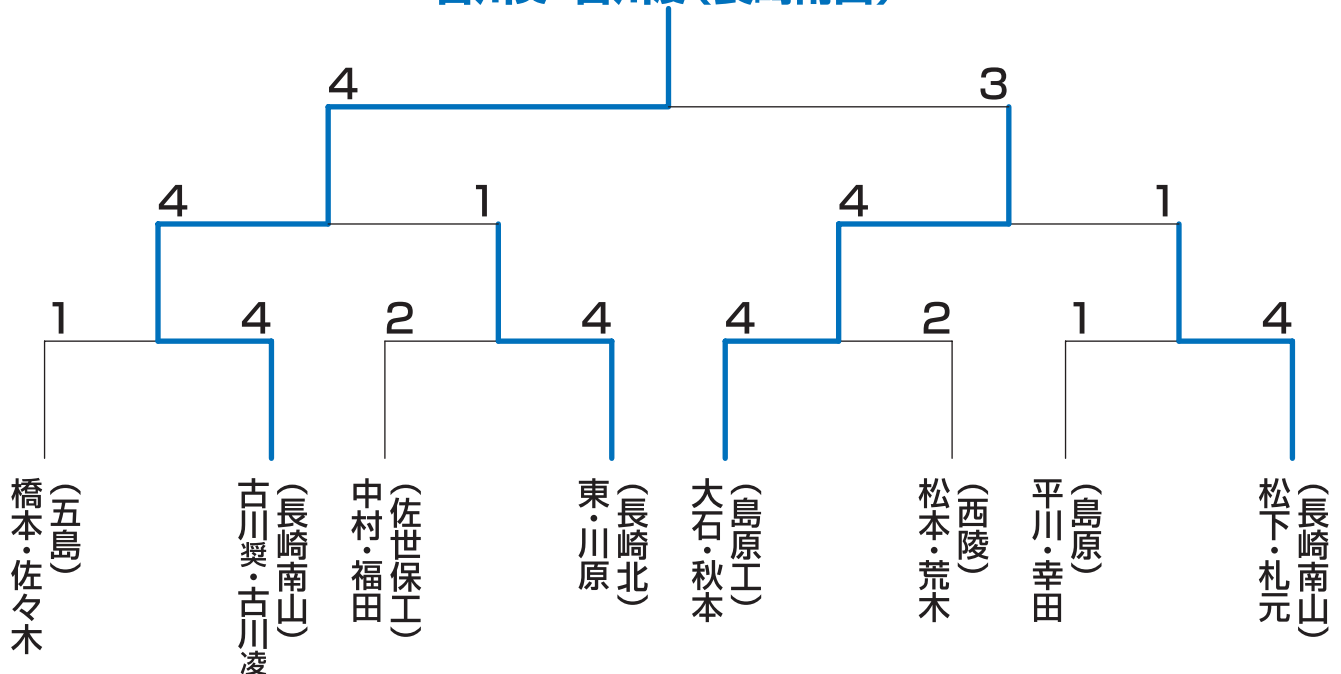 4
3
4
1
4
1
1
4
2
4
4
2
1
4
橋本・佐々木
(五島)
古川奨・古川凌
(長崎南山)
中村・福田
(佐世保工)
東・川原
(長崎北)
大石・秋本
(島原工)
松本・荒木
(西陵)
平川・幸田
(島原)
松下・札元
(長崎南山)